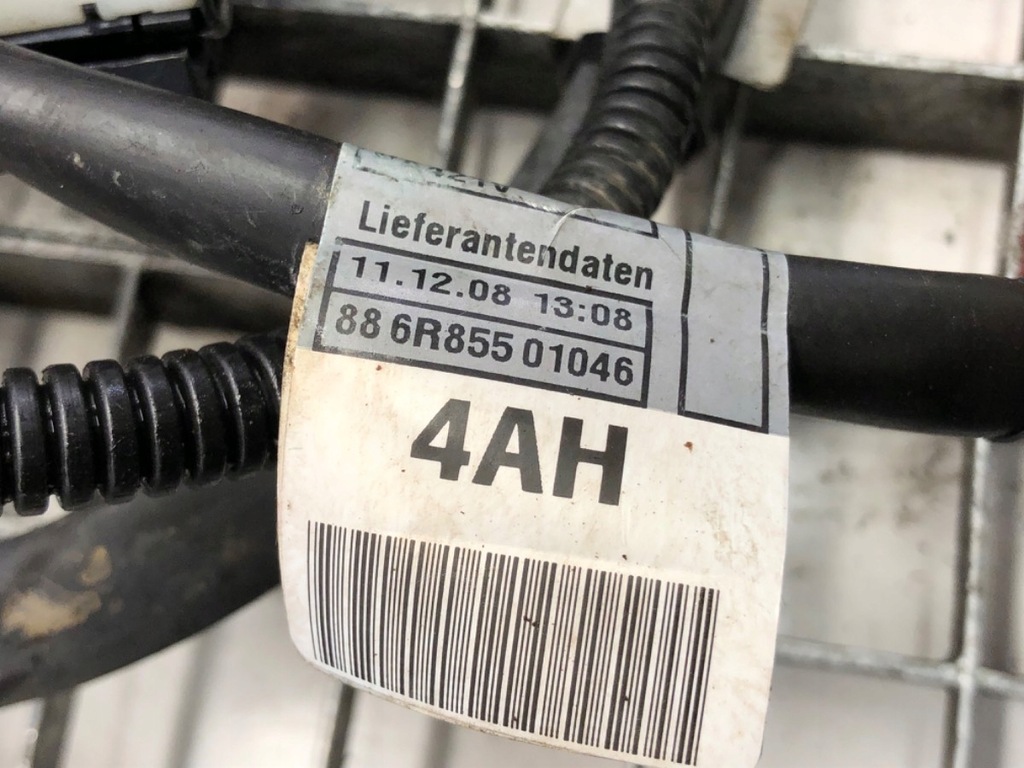 Lieferantendaten
11.12.08 13:08
88 6R855 01046
4AH